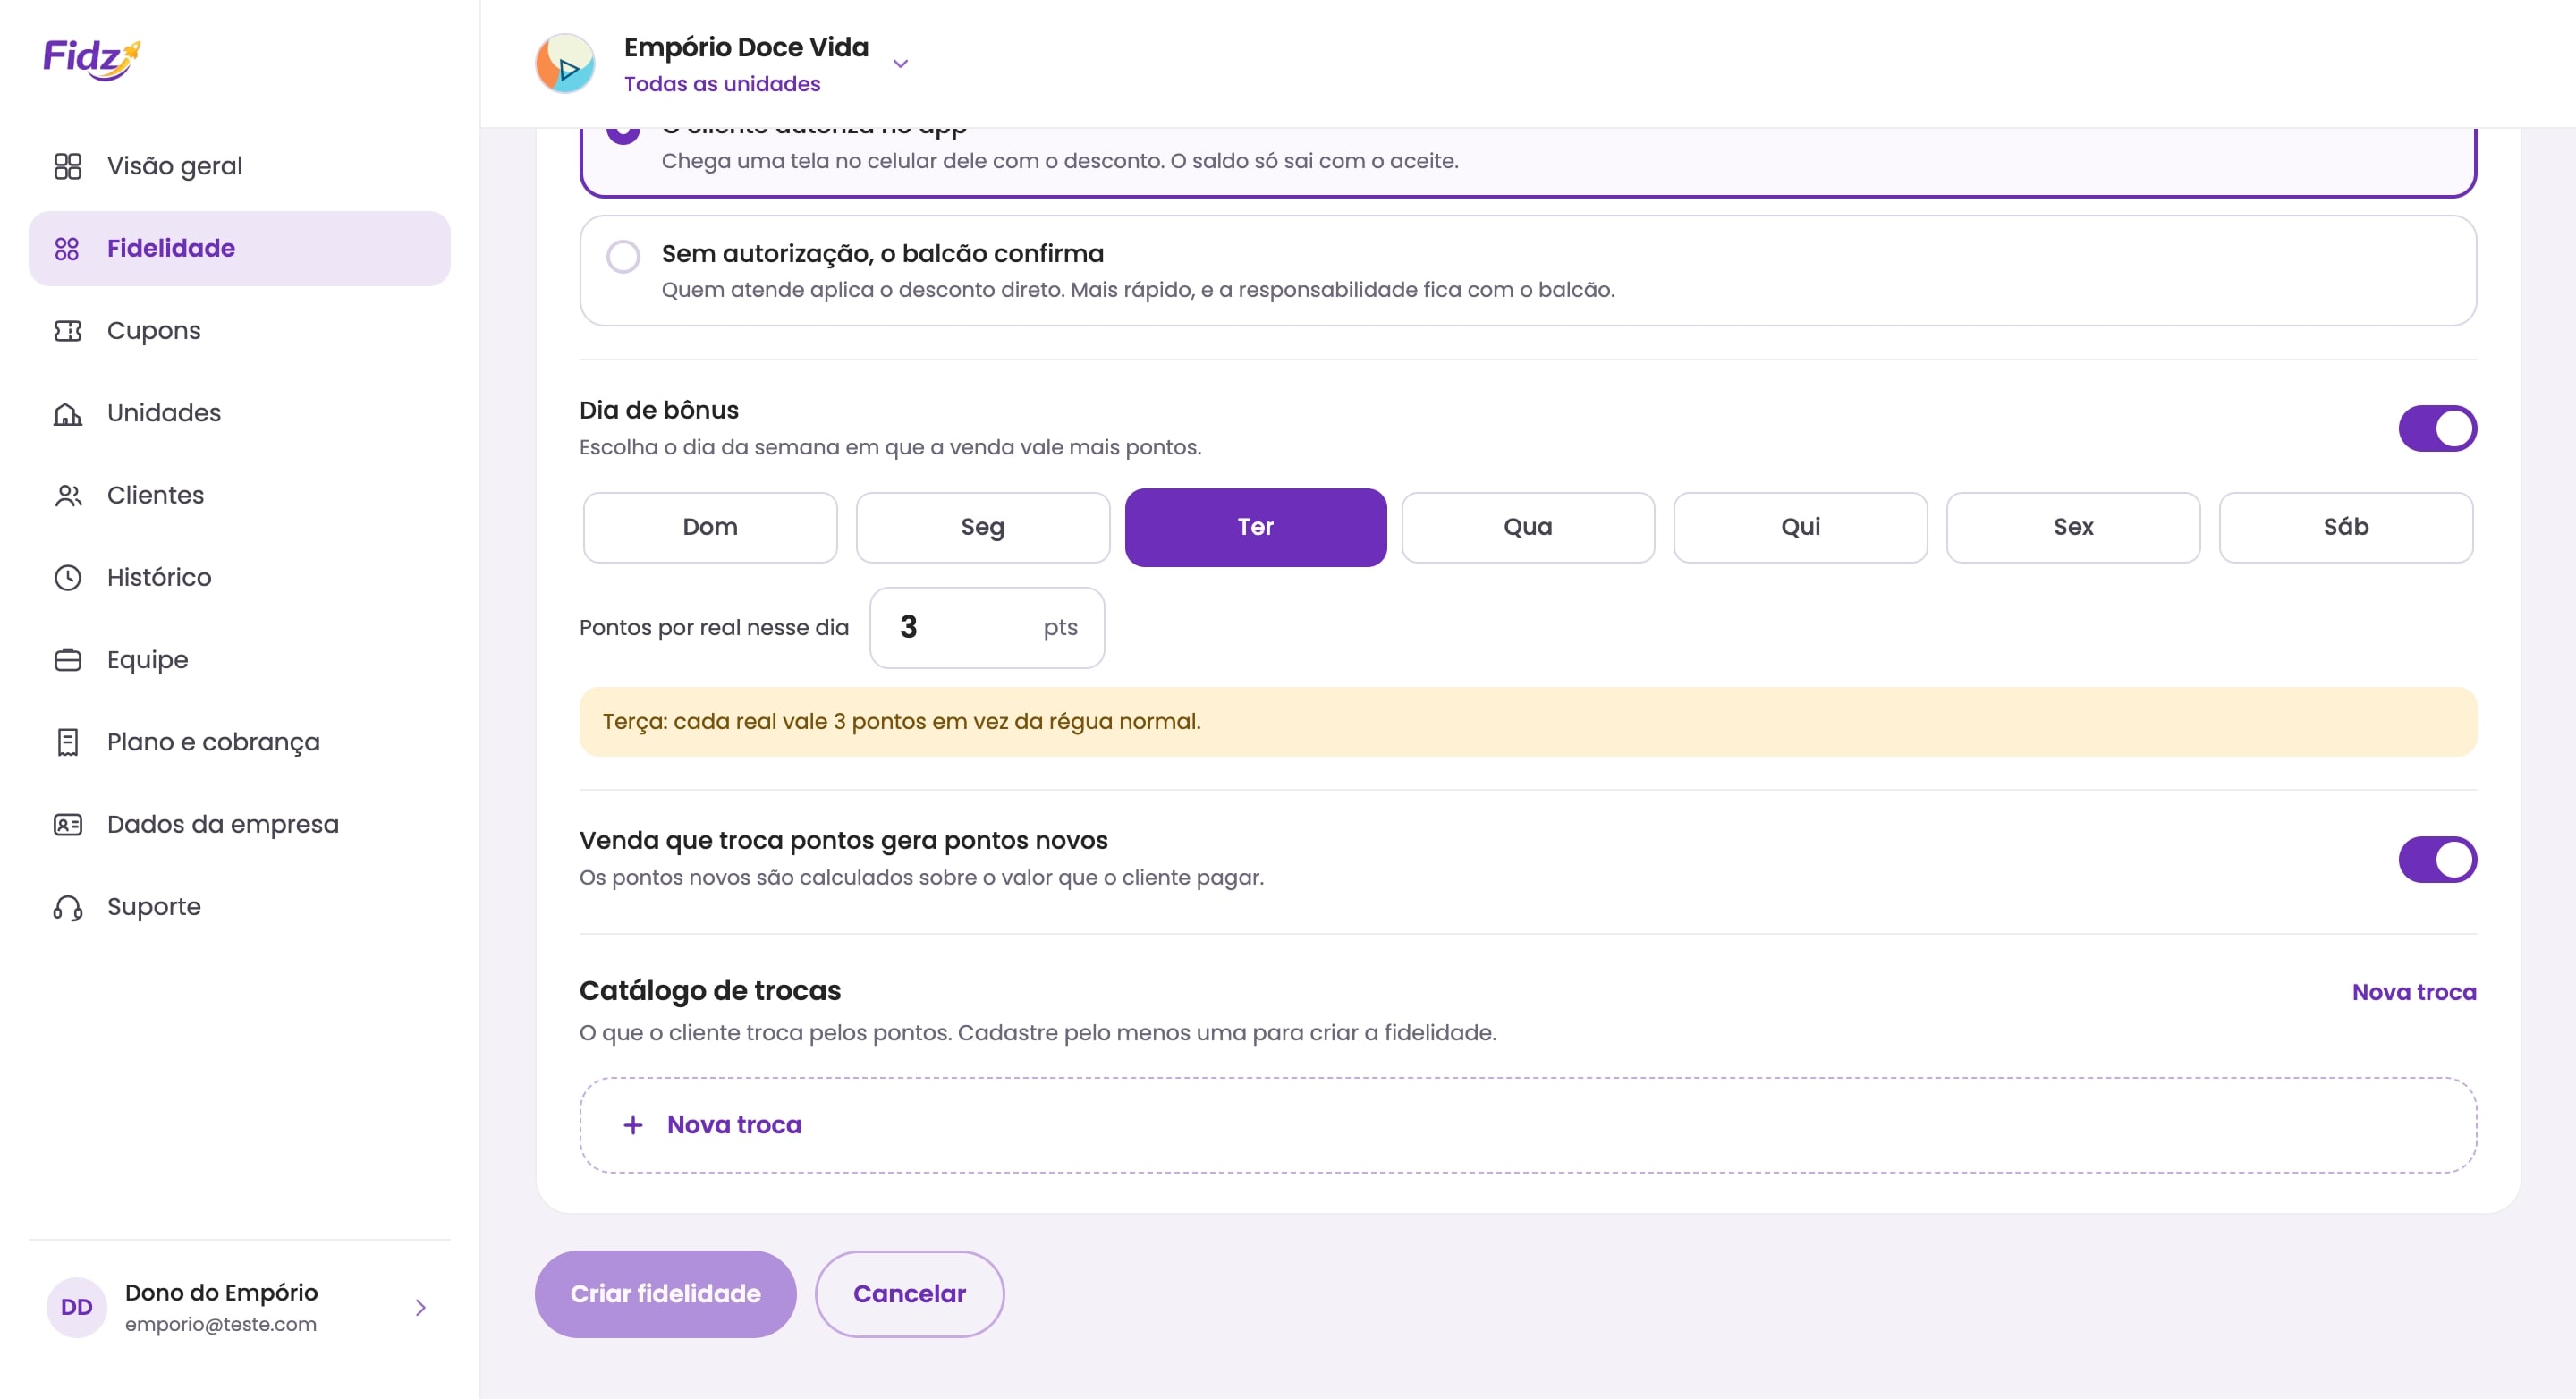 Fidz
Visão geral
Fidelidade
Cupons
Unidades
Clientes
Histórico
Equipe
Plano e cobrança
Dados da empresa
Suporte
DD
Dono do Empório
emporio@teste.com
Empório Doce Vida
Todas as unidades
O cliente autoriza no app
Chega uma tela no celular dele com o desconto. O saldo só sai com o aceite.
Sem autorização, o balcão confirma
Quem atende aplica o desconto direto. Mais rápido, e a responsabilidade fica com o balcão.
Dia de bônus
Escolha o dia da semana em que a venda vale mais pontos.
Dom Seg Ter Qua Qui Sex Sáb
Pontos por real nesse dia 3 pts
Terça: cada real vale 3 pontos em vez da régua normal.
Venda que troca pontos gera pontos novos
Os pontos novos são calculados sobre o valor que o cliente pagar.
Catálogo de trocas
Nova troca
O que o cliente troca pelos pontos. Cadastre pelo menos uma para criar a fidelidade.
+ Nova troca
Criar fidelidade Cancelar